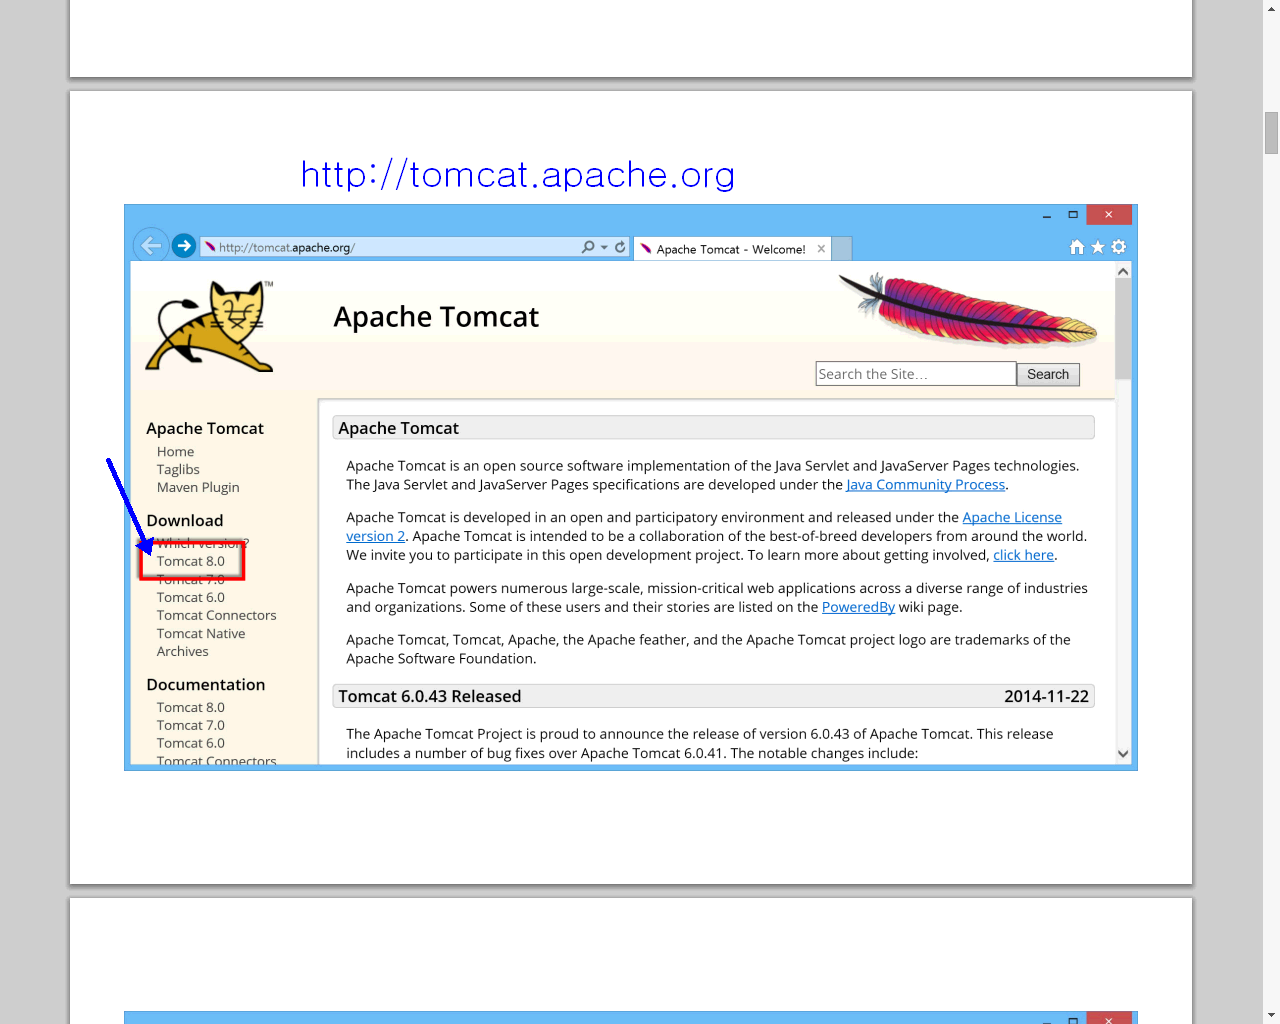 http://tomcat.apache.org
http://tomcat.apache.org/
Apache Tomcat - Welcome!
TM
Apache Tomcat
Search the Site...
Search
Apache Tomcat
Home
Taglibs
Maven Plugin
Download
Which version?
Tomcat 8.0
Tomcat 7.0
Tomcat 6.0
Tomcat Connectors
Tomcat Native
Archives
Documentation
Tomcat 8.0
Tomcat 7.0
Tomcat 6.0
Tomcat Connectors
Apache Tomcat
Apache Tomcat is an open source software implementation of the Java Servlet and JavaServer Pages technologies.
The Java Servlet and JavaServer Pages specifications are developed under the Java Community Process.
Apache Tomcat is developed in an open and participatory environment and released under the Apache License
version 2. Apache Tomcat is intended to be a collaboration of the best-of-breed developers from around the world.
We invite you to participate in this open development project. To learn more about getting involved, click here.
Apache Tomcat powers numerous large-scale, mission-critical web applications across a diverse range of industries
and organizations. Some of these users and their stories are listed on the PoweredBy wiki page.
Apache Tomcat, Tomcat, Apache, the Apache feather, and the Apache Tomcat project logo are trademarks of the
Apache Software Foundation.
Tomcat 6.0.43 Released 2014-11-22
The Apache Tomcat Project is proud to announce the release of version 6.0.43 of Apache Tomcat. This release
includes a number of bug fixes over Apache Tomcat 6.0.41. The notable changes include: